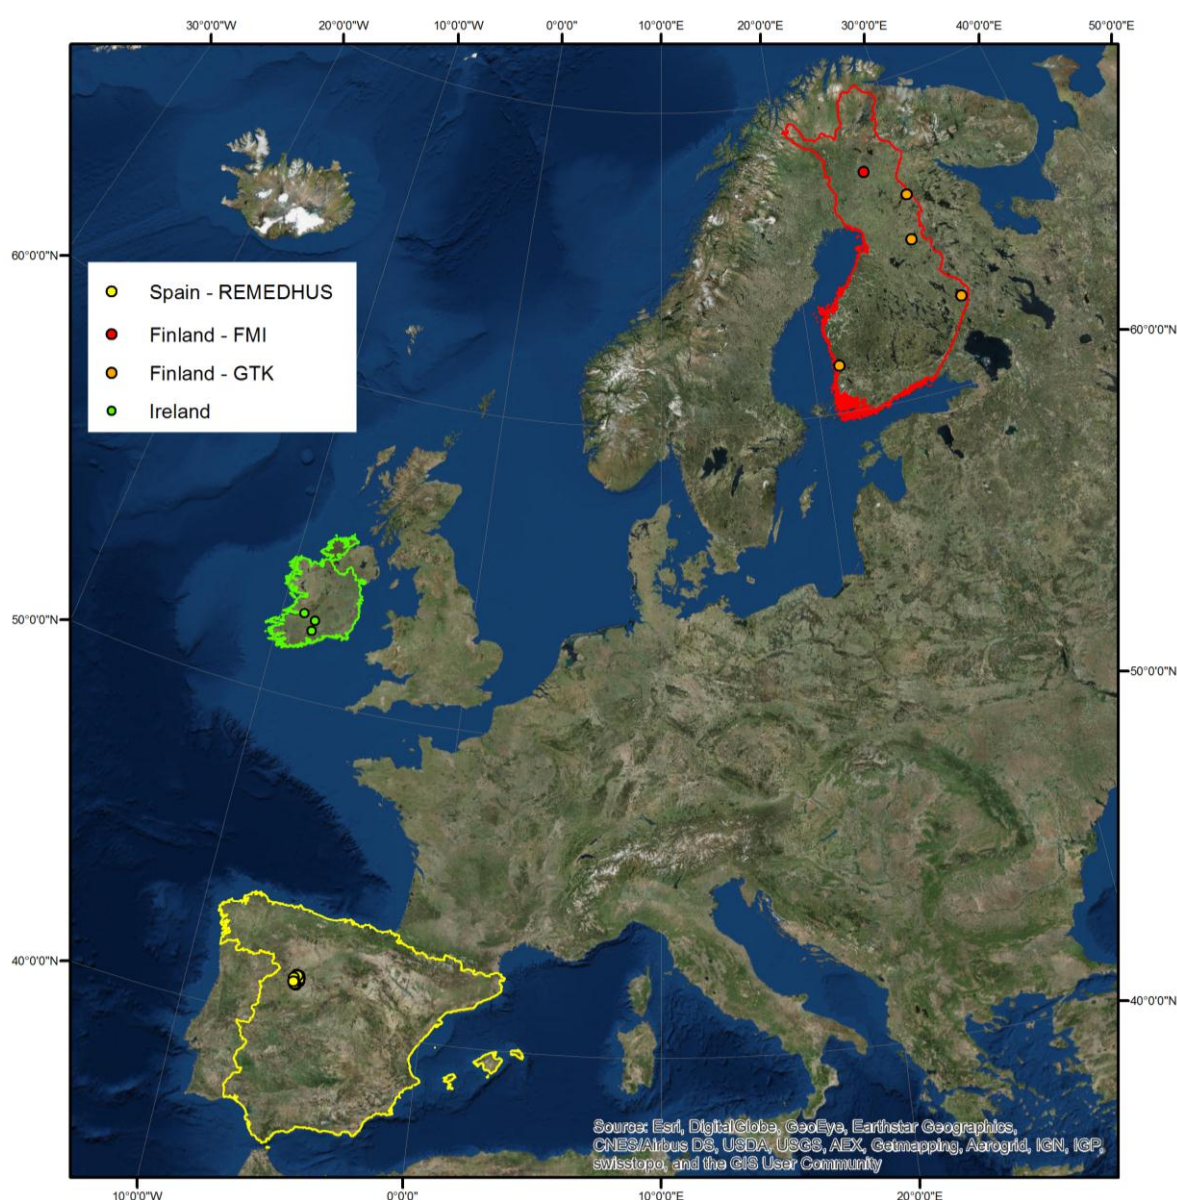 30°0'0"W 20°0'0"W 10°0'0"W 0°0'0" 10°0'0"E 20°0'0"E 30°0'0"E 40°0'0"E 50°0'0"E
60°0'0"N
Spain - REMEDHUS
Finland - FMI
Finland - GTK
Ireland
60°0'0"N
50°0'0"N
50°0'0"N
40°0'0"N
40°0'0"N
Source: Esri, DigitalGlobe, GeoEye, Earthstar Geographics,
CNES/Airbus DS, USDA, USGS, AEX, Getmapping, Aerogrid, IGN, IGP,
swisstopo, and the GIS User Community
10°0'0"W 0°0'0" 10°0'0"E 20°0'0"E